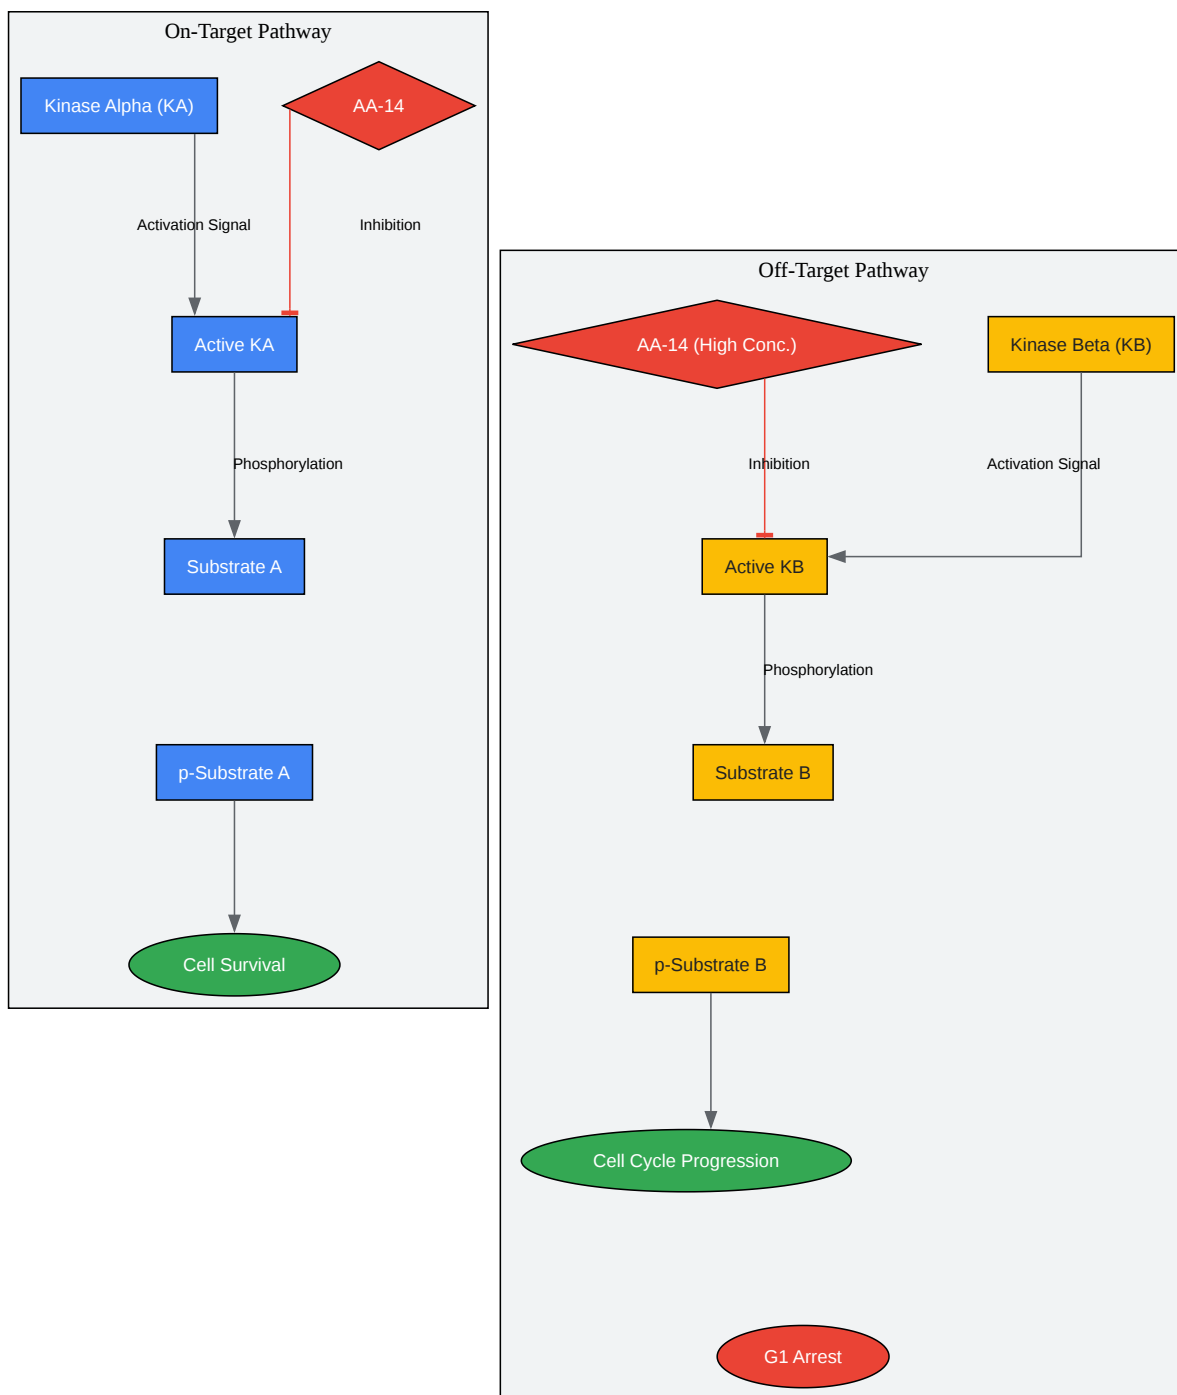 On-Target Pathway
Kinase Alpha (KA)
AA-14
Activation Signal
Inhibition
Active KA
Phosphorylation
Substrate A
p-Substrate A
Cell Survival
Off-Target Pathway
AA-14 (High Conc.)
Kinase Beta (KB)
Inhibition
Activation Signal
Active KB
Phosphorylation
Substrate B
p-Substrate B
Cell Cycle Progression
G1 Arrest